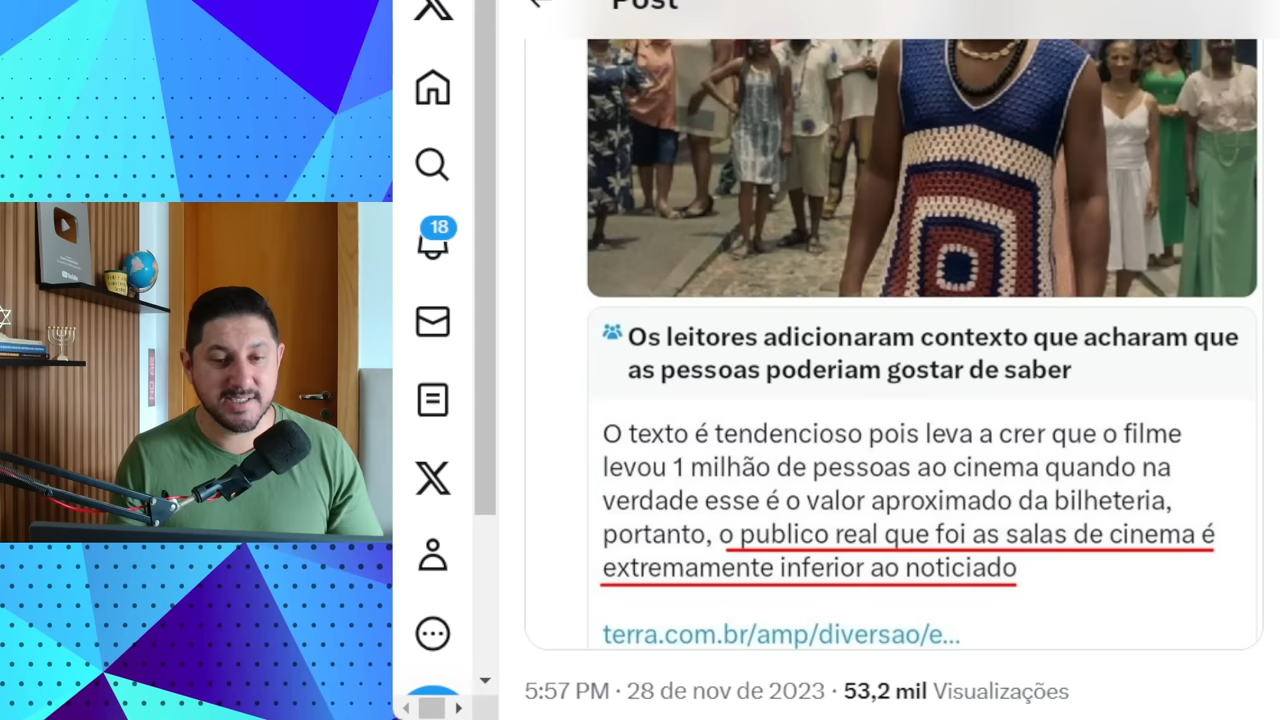 Post
18
Os leitores adicionaram contexto que acharam que
as pessoas poderiam gostar de saber
O texto é tendencioso pois leva a crer que o filme
levou 1 milhão de pessoas ao cinema quando na
verdade esse é o valor aproximado da bilheteria,
portanto, o publico real que foi as salas de cinema é
extremamente inferior ao noticiado
terra.com.br/amp/diversao/e...
5:57 PM · 28 de nov de 2023 · 53,2 mil Visualizações